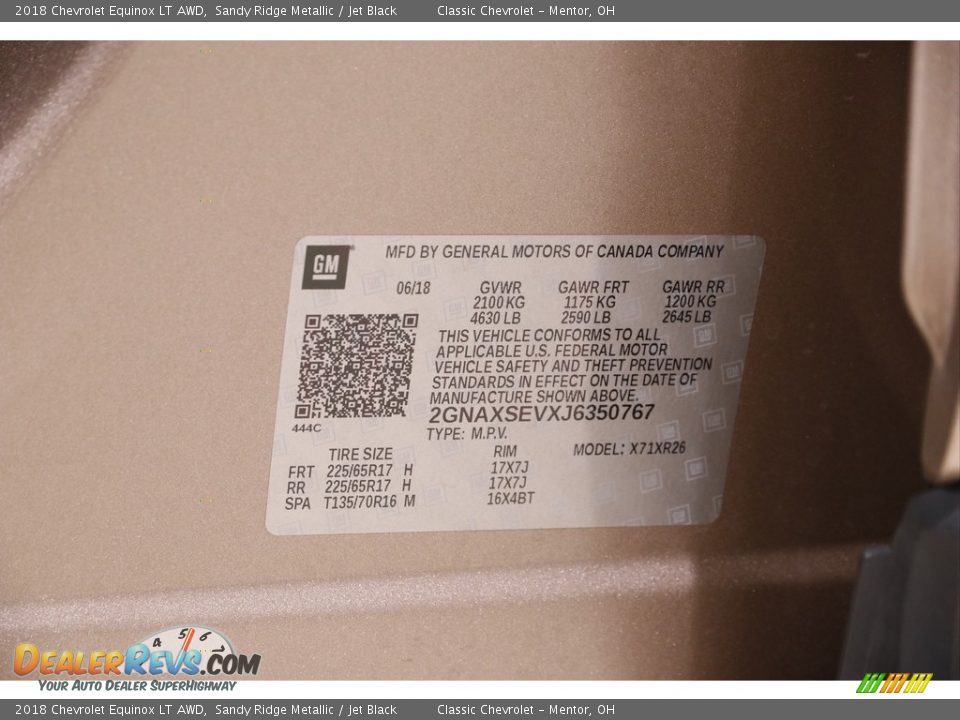 2018 Chevrolet Equinox LT AWD, Sandy Ridge Metallic / Jet Black Classic Chevrolet - Mentor, OH
GM
MFD BY GENERAL MOTORS OF CANADA COMPANY
06/18 GVWR GAWR FRT GAWR RR
2100 KG 1175 KG 1200 KG
4630 LB 2590 LB 2645 LB
THIS VEHICLE CONFORMS TO ALL
APPLICABLE U.S. FEDERAL MOTOR
VEHICLE SAFETY AND THEFT PREVENTION
STANDARDS IN EFFECT ON THE DATE OF
MANUFACTURE SHOWN ABOVE.
2GNAXSEVXJ6350767
444C
TYPE: M.P.V.
TIRE SIZE RIM MODEL: X71XR26
FRT 225/65R17 H 17X7J
RR 225/65R17 H 17X7J
SPA T135/70R16 M 16X4BT
4 5 6 7
DealerRevs.com
Your Auto Dealer SuperHighway
2018 Chevrolet Equinox LT AWD, Sandy Ridge Metallic / Jet Black Classic Chevrolet - Mentor, OH